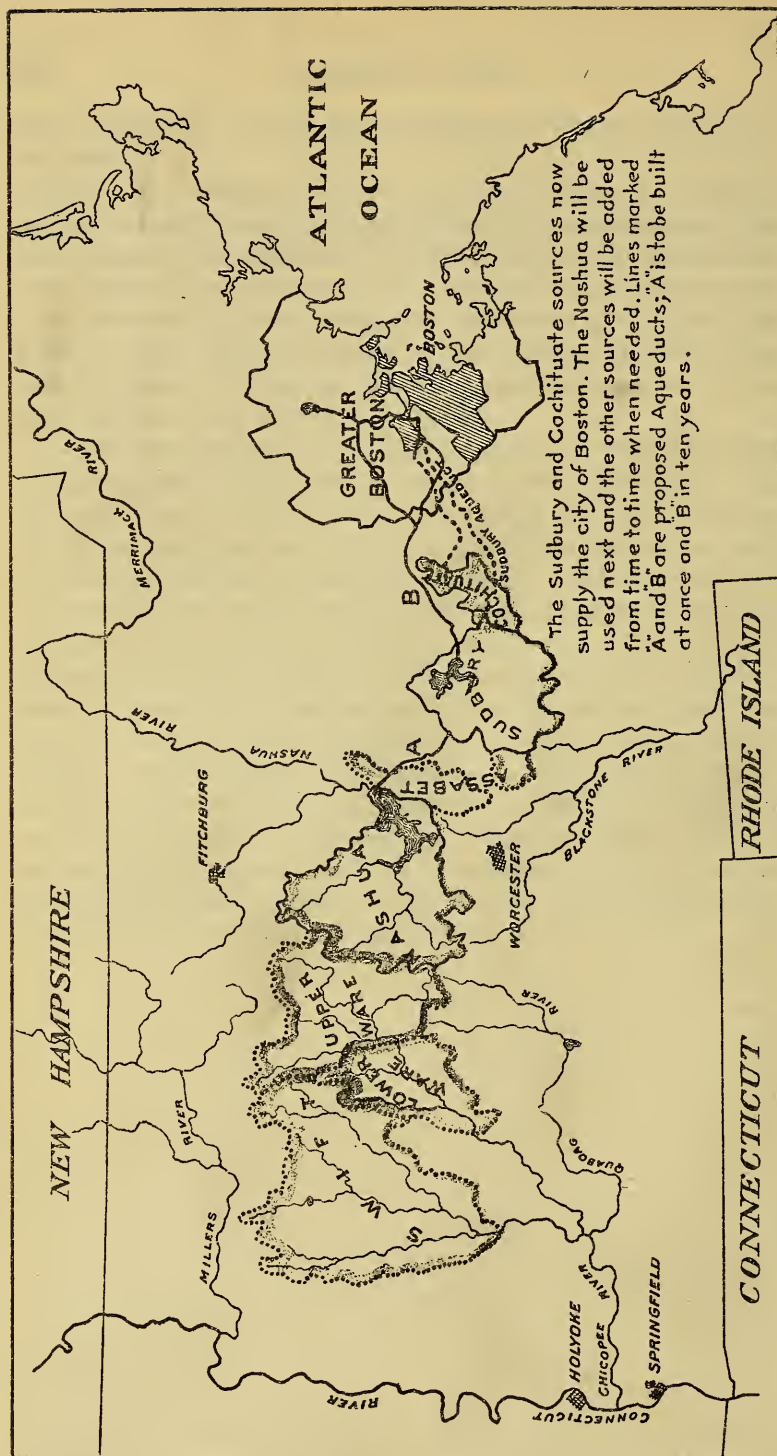 NEW HAMPSHIRE
ATLANTIC
OCEAN
MERRIMACK
RIVER
NASHUA
RIVER
FITCHBURG
MILLERS
RIVER
GREATER
BOSTON
BOSTON
B
COCHITUATE
SUDBURY AQUEDUCT
SUDBURY
A
ASSABET
NASHUA
UPPER
WARE
LOWER
WARE
SWIFT
WORCESTER
BLACKSTONE
RIVER
RIVER
QUABOAG
HOLYOKE
CHICOPEE
RIVER
SPRINGFIELD
CONNECTICUT
RIVER
The Sudbury and Cochituate sources now
supply the city of Boston. The Nashua will be
used next and the other sources will be added
from time to time when needed. Lines marked
"A" and "B" are proposed Aqueducts; "A" is to be built
at once and "B" in ten years.
CONNECTICUT
RHODE ISLAND